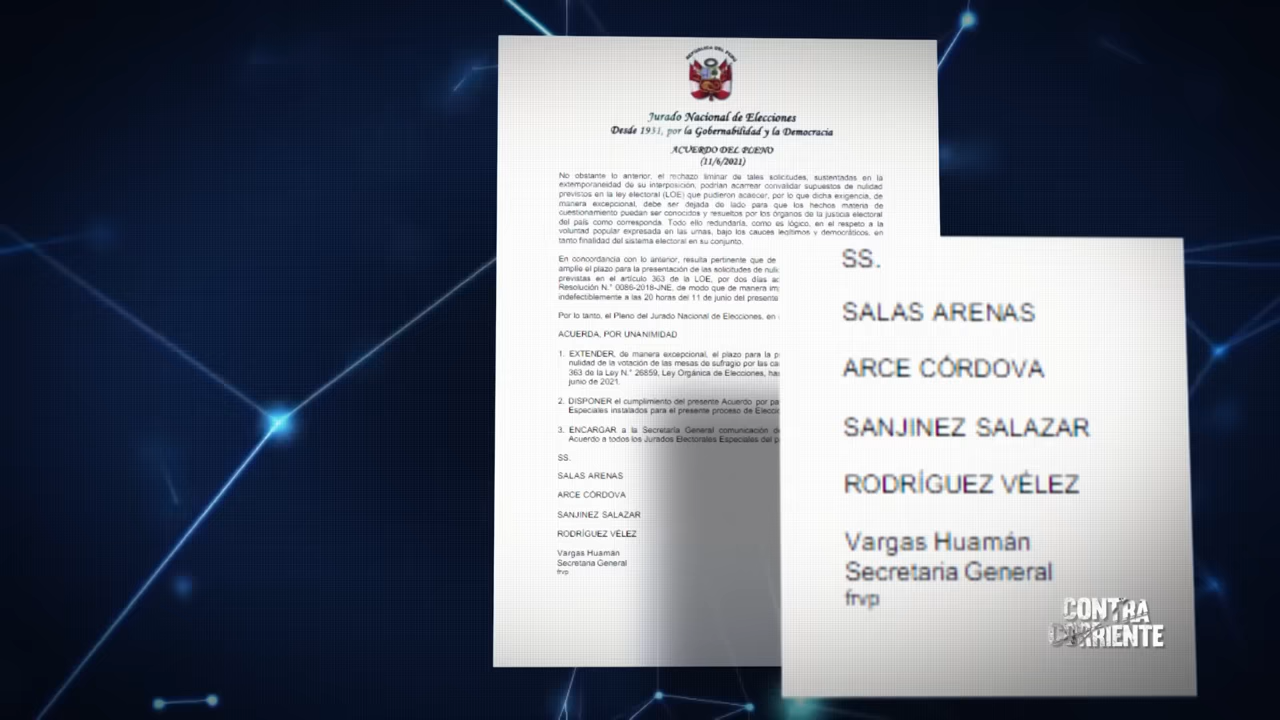 REPÚBLICA DEL PERÚ
Jurado Nacional de Elecciones
Desde 1931, por la Gobernabilidad y la Democracia
ACUERDO DEL PLENO
(11/6/2021)
No obstante lo anterior, el rechazo liminar de tales solicitudes, sustentadas en la
extemporaneidad de su interposición, podrían acarrear convalidar supuestos de nulidad
previstos en la ley electoral (LOE) que pudieron acaecer, por lo que dicha exigencia, de
manera excepcional, debe ser dejada de lado para que los hechos materia de
cuestionamiento puedan ser conocidos y resueltos por los órganos de la justicia electoral
del país como corresponda. Todo ello redundaría, como es lógico, en el respeto a la
voluntad popular expresada en las urnas, bajo los cauces legítimos y democráticos, en
tanto finalidad del sistema electoral en su conjunto.
En concordancia con lo anterior, resulta pertinente que de
amplíe el plazo para la presentación de las solicitudes de
previstas en el artículo 363 de la LOE, por dos días
Resolución N.° 0086-2018-JNE, de modo que de manera
indefectiblemente a las 20 horas del 11 de junio del presente
Por lo tanto, el Pleno del Jurado Nacional de Elecciones, en
ACUERDA, POR UNANIMIDAD
1. EXTENDER, de manera excepcional, el plazo para la
nulidad de la votación de las mesas de sufragio por las
363 de la Ley N.° 26859, Ley Orgánica de Elecciones,
junio de 2021.
2. DISPONER el cumplimiento del presente Acuerdo por
Especiales instalados para el presente proceso de
3. ENCARGAR a la Secretaría General comunicación
Acuerdo a todos los Jurados Electorales Especiales del
SS.
SALAS ARENAS
ARCE CÓRDOVA
SANJINEZ SALAZAR
RODRÍGUEZ VÉLEZ
Vargas Huamán
Secretaria General
frvp
SS.
SALAS ARENAS
ARCE CÓRDOVA
SANJINEZ SALAZAR
RODRÍGUEZ VÉLEZ
Vargas Huamán
Secretaria General
frvp
CONTRA
CORRIENTE